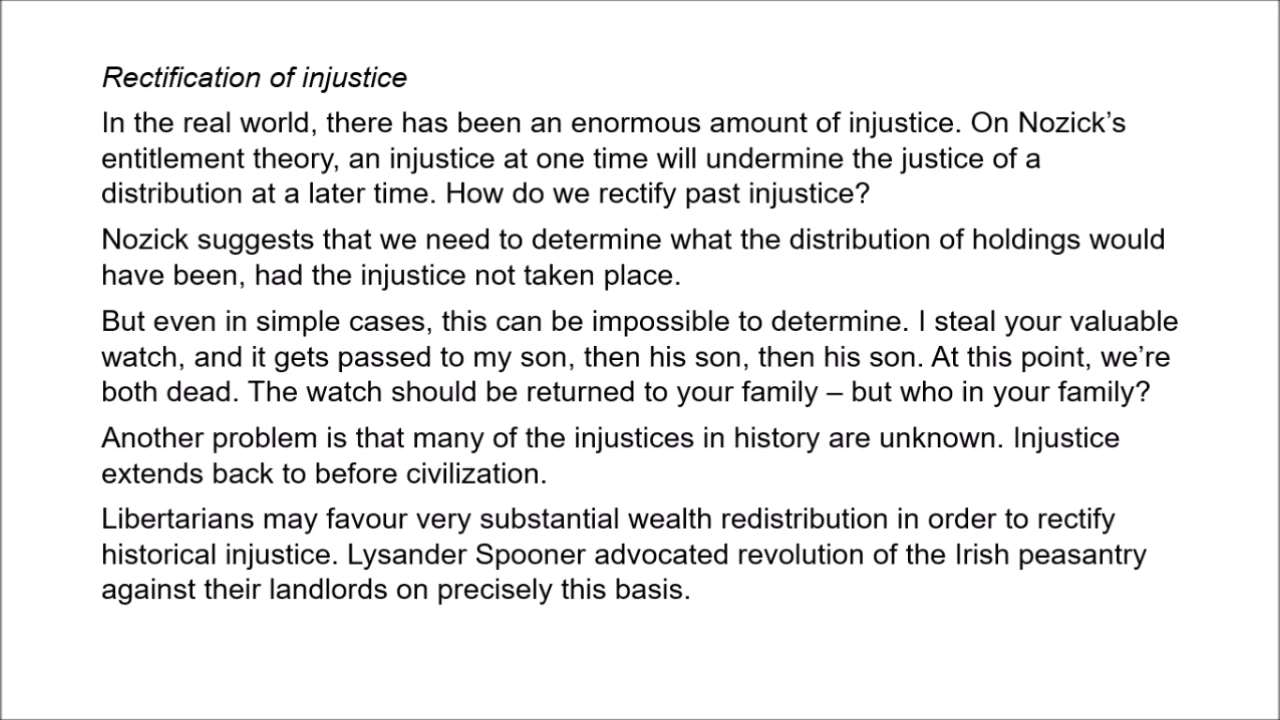 Rectification of injustice
In the real world, there has been an enormous amount of injustice. On Nozick’s
entitlement theory, an injustice at one time will undermine the justice of a
distribution at a later time. How do we rectify past injustice?
Nozick suggests that we need to determine what the distribution of holdings would
have been, had the injustice not taken place.
But even in simple cases, this can be impossible to determine. I steal your valuable
watch, and it gets passed to my son, then his son, then his son. At this point, we’re
both dead. The watch should be returned to your family – but who in your family?
Another problem is that many of the injustices in history are unknown. Injustice
extends back to before civilization.
Libertarians may favour very substantial wealth redistribution in order to rectify
historical injustice. Lysander Spooner advocated revolution of the Irish peasantry
against their landlords on precisely this basis.